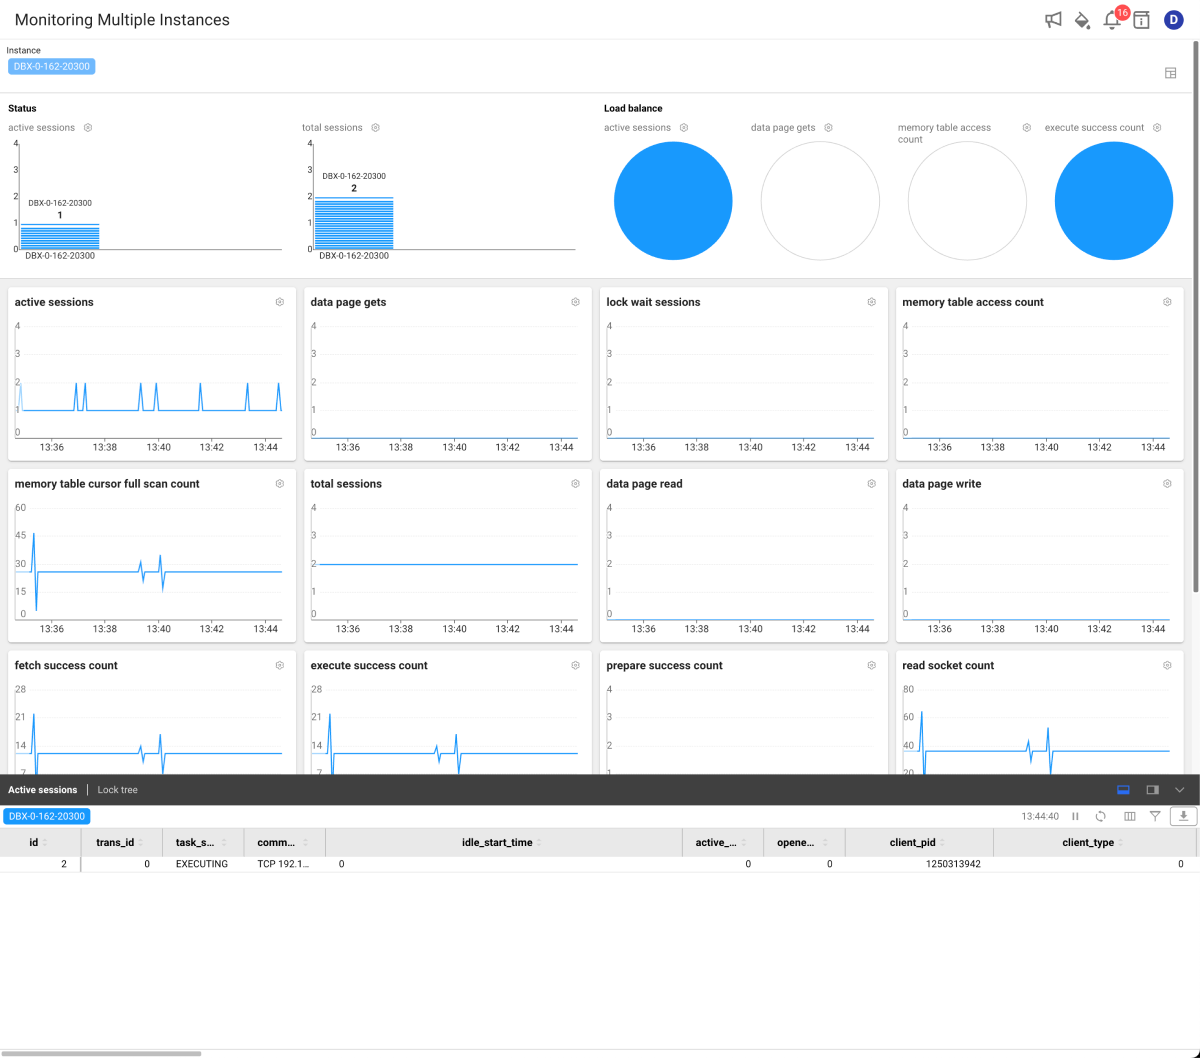 Monitoring Multiple Instances
16
D
Instance
DBX-0-162-20300
Status
Load balance
active sessions
total sessions
active sessions
data page gets
memory table access count
execute success count
4
3
2
1
0
DBX-0-162-20300
1
DBX-0-162-20300
4
3
2
1
0
DBX-0-162-20300
2
DBX-0-162-20300
active sessions
4
3
2
1
0
13:36 13:38 13:40 13:42 13:44
data page gets
4
3
2
1
0
13:36 13:38 13:40 13:42 13:44
lock wait sessions
4
3
2
1
0
13:36 13:38 13:40 13:42 13:44
memory table access count
4
3
2
1
0
13:36 13:38 13:40 13:42 13:44
memory table cursor full scan count
60
45
30
15
0
13:36 13:38 13:40 13:42 13:44
total sessions
4
3
2
1
0
13:36 13:38 13:40 13:42 13:44
data page read
4
3
2
1
0
13:36 13:38 13:40 13:42 13:44
data page write
4
3
2
1
0
13:36 13:38 13:40 13:42 13:44
fetch success count
28
21
14
7
execute success count
28
21
14
7
prepare success count
4
3
2
1
read socket count
80
60
40
20
Active sessions | Lock tree
DBX-0-162-20300
13:44:40
id trans_id task_s... comm... idle_start_time active_... opene... client_pid client_type
2 0 EXECUTING TCP 192.1... 0 0 0 1250313942 0